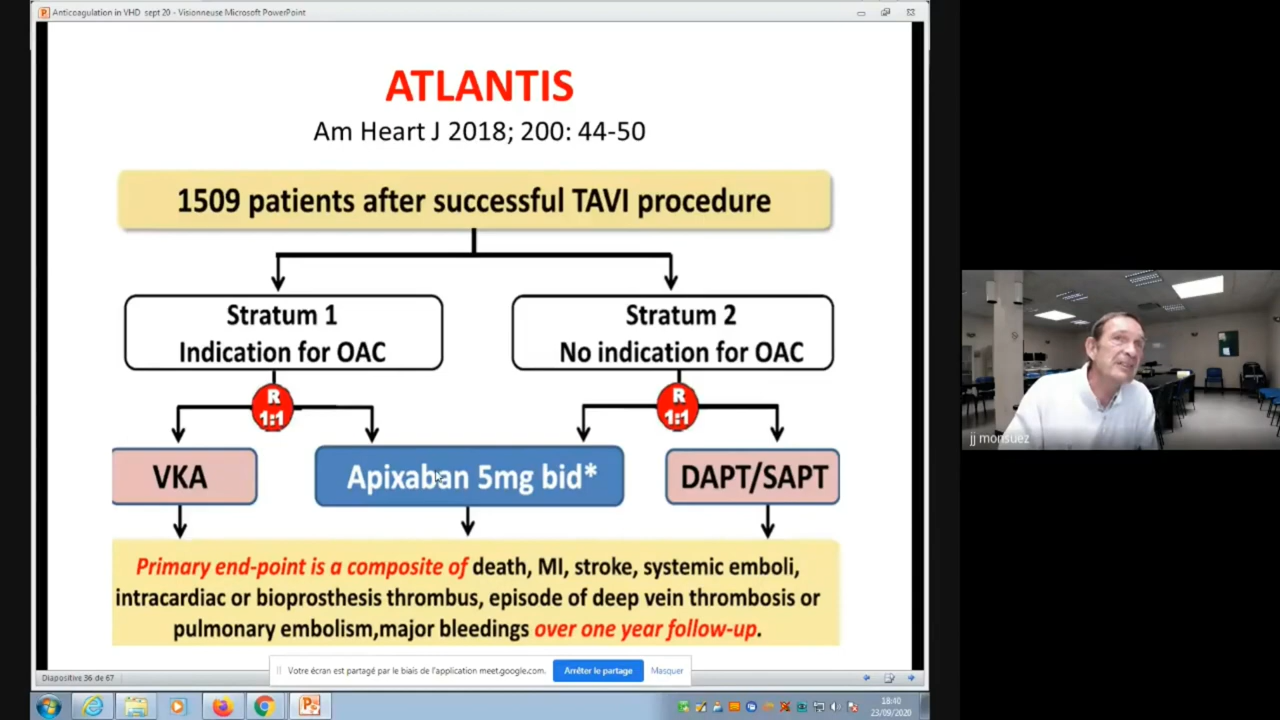 Anticoagulation in VHD sept 20 - Visionneuse Microsoft PowerPoint
ATLANTIS
Am Heart J 2018; 200: 44-50
1509 patients after successful TAVI procedure
Stratum 1
Indication for OAC
Stratum 2
No indication for OAC
R
1:1
R
1:1
VKA
Apixaban 5mg bid*
DAPT/SAPT
Primary end-point is a composite of death, MI, stroke, systemic emboli,
intracardiac or bioprosthesis thrombus, episode of deep vein thrombosis or
pulmonary embolism,major bleedings over one year follow-up.
jj monsuez
Votre écran est partagé par le biais de l'application meet.google.com.
Arrêter le partage
Masquer
Diapositive 36 de 67
18:40
23/09/2020